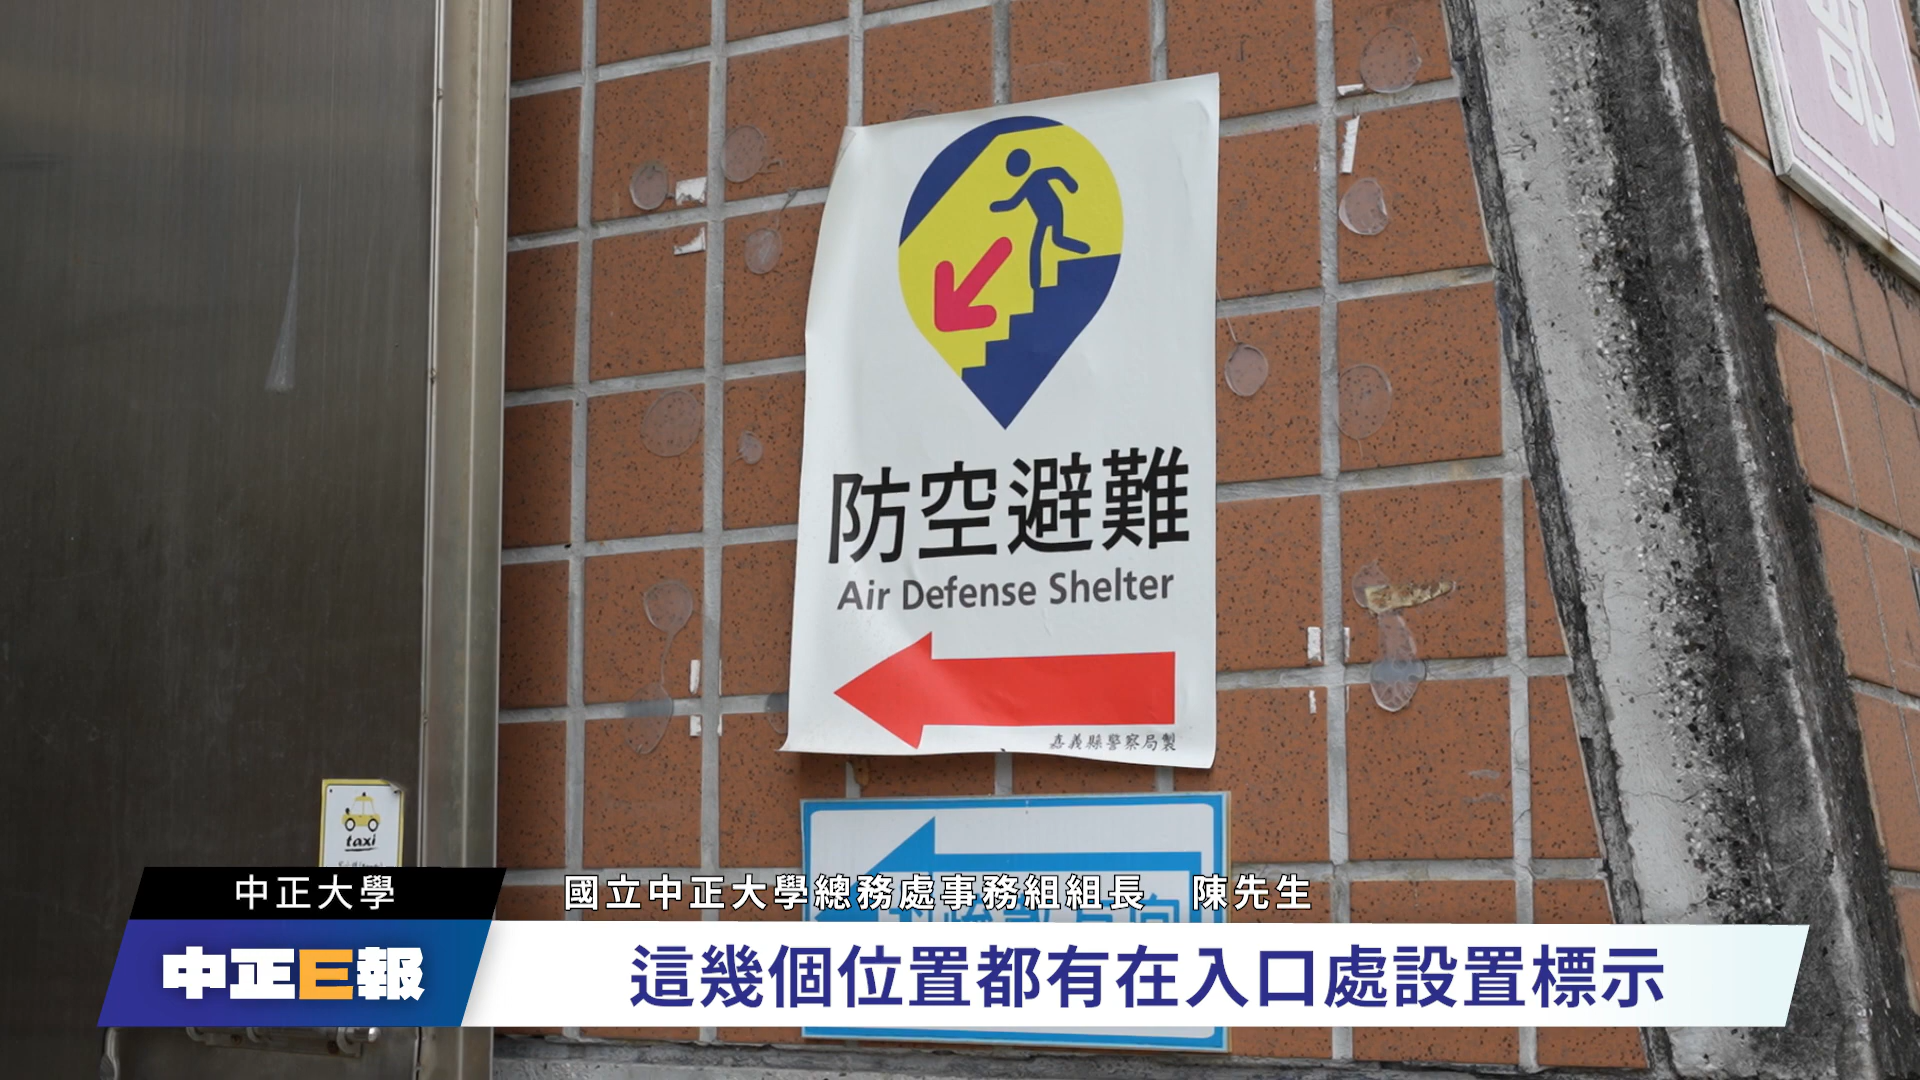 防空避難
Air Defense Shelter
嘉義縣警察局製
taxi
中正大學
國立中正大學總務處事務組組長 陳先生
中正E報
這幾個位置都有在入口處設置標示